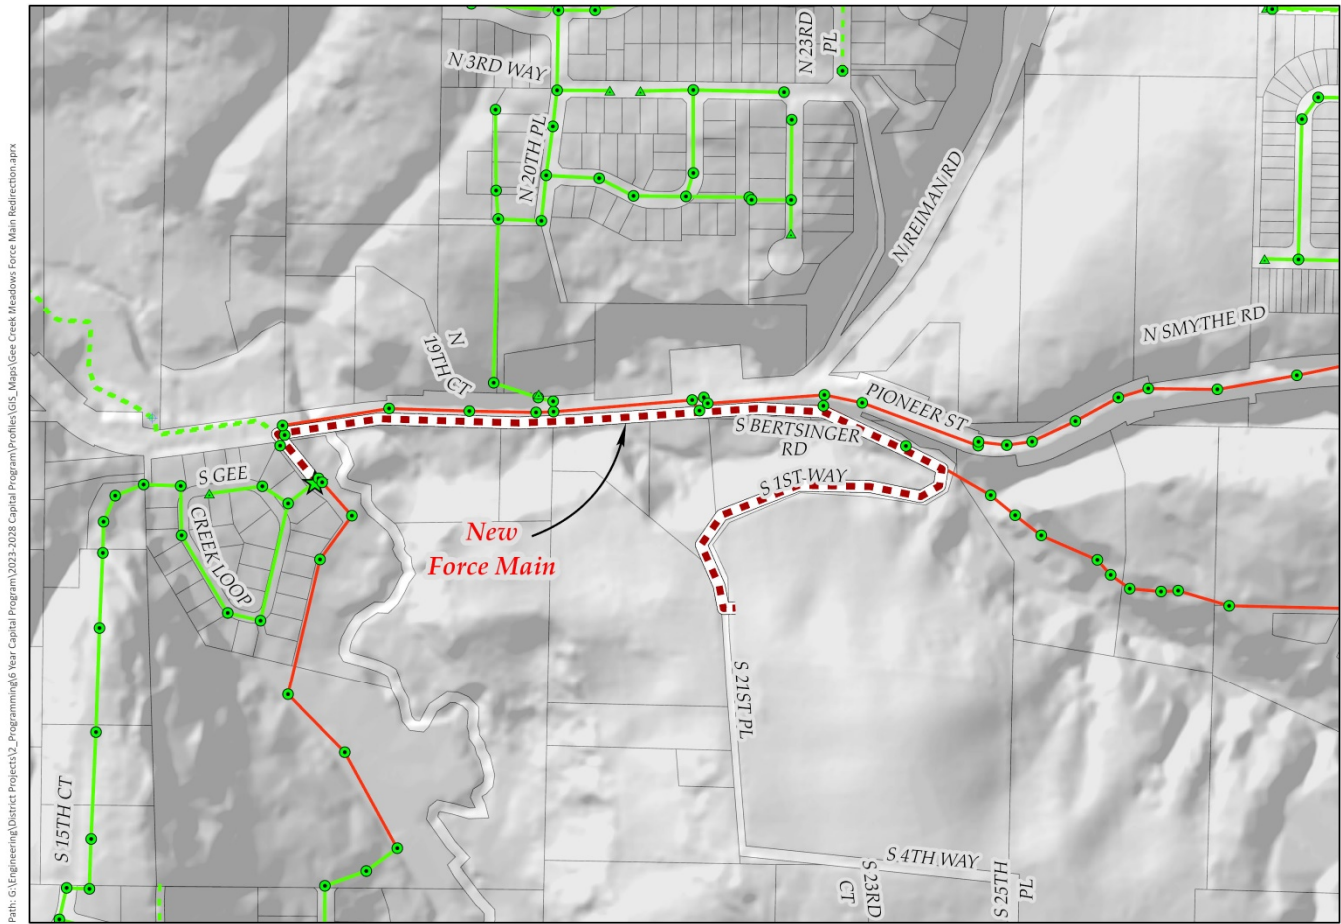 N 3RD WAY
N 23RD
PL
N 20TH PL
N REIMAN RD
N SMYTHE RD
N
19TH CT
PIONEER ST
S BERTSINGER
RD
S 1ST WAY
S GEE
CREEK LOOP
New
Force Main
S 21ST PL
S 15TH CT
S 4TH WAY
S 23RD
CT
S 25TH
PL
Path: G:\Engineering\District Projects\2_Programming\6 Year Capital Program\2023-2028 Capital Program\Profiles\GIS_Maps\Gee Creek Meadows Force Main Redirection.aprx